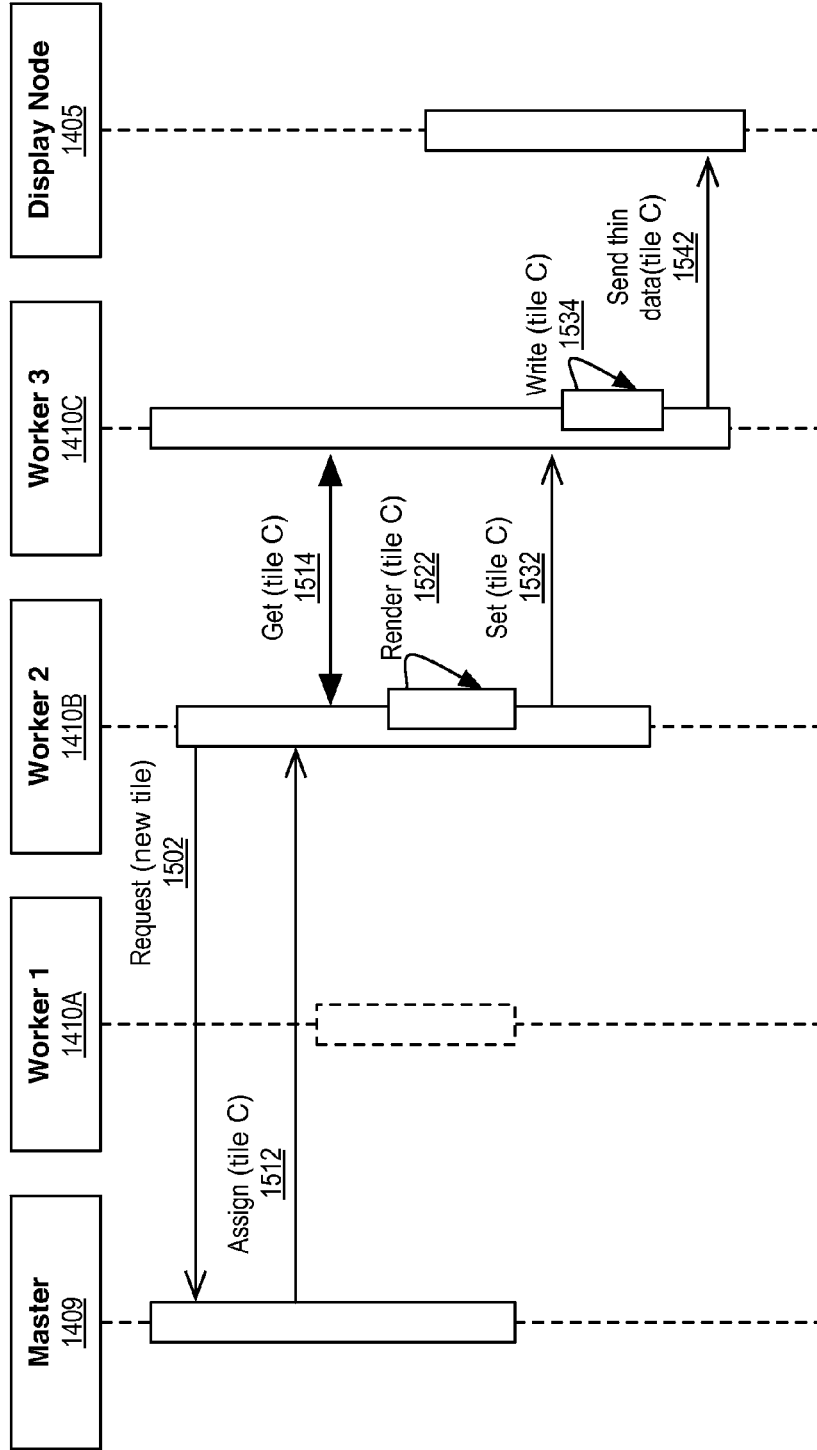 Master
1409
Worker 1
1410A
Worker 2
1410B
Worker 3
1410C
Display Node
1405
Request (new tile)
1502
Assign (tile C)
1512
Get (tile C)
1514
Render (tile C)
1522
Set (tile C)
1532
Write (tile C)
1534
Send thin
data(tile C)
1542